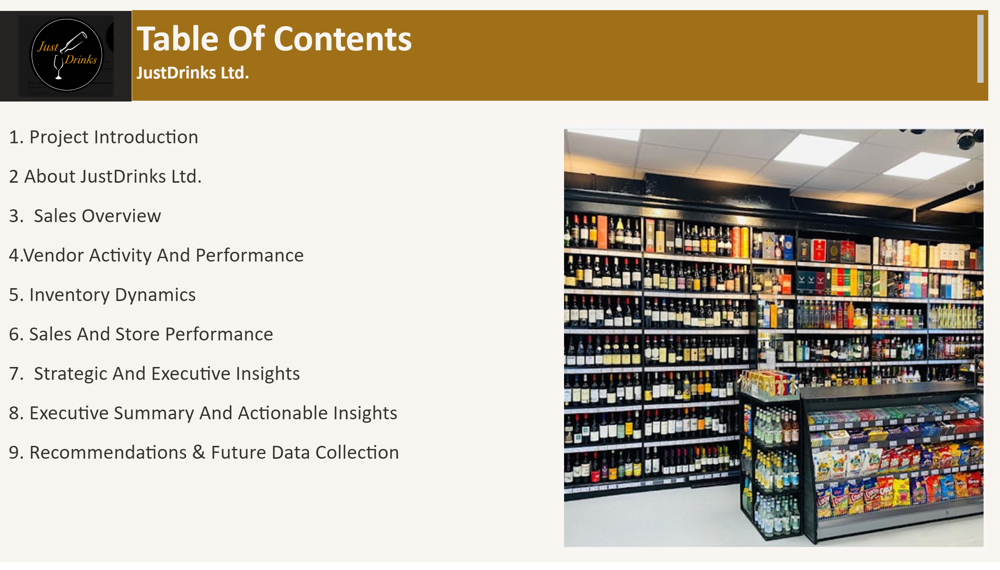 Just
Drinks
Table Of Contents
JustDrinks Ltd.
1. Project Introduction
2 About JustDrinks Ltd.
3.  Sales Overview
4.Vendor Activity And Performance
5. Inventory Dynamics
6. Sales And Store Performance
7.  Strategic And Executive Insights
8. Executive Summary And Actionable Insights
9. Recommendations & Future Data Collection